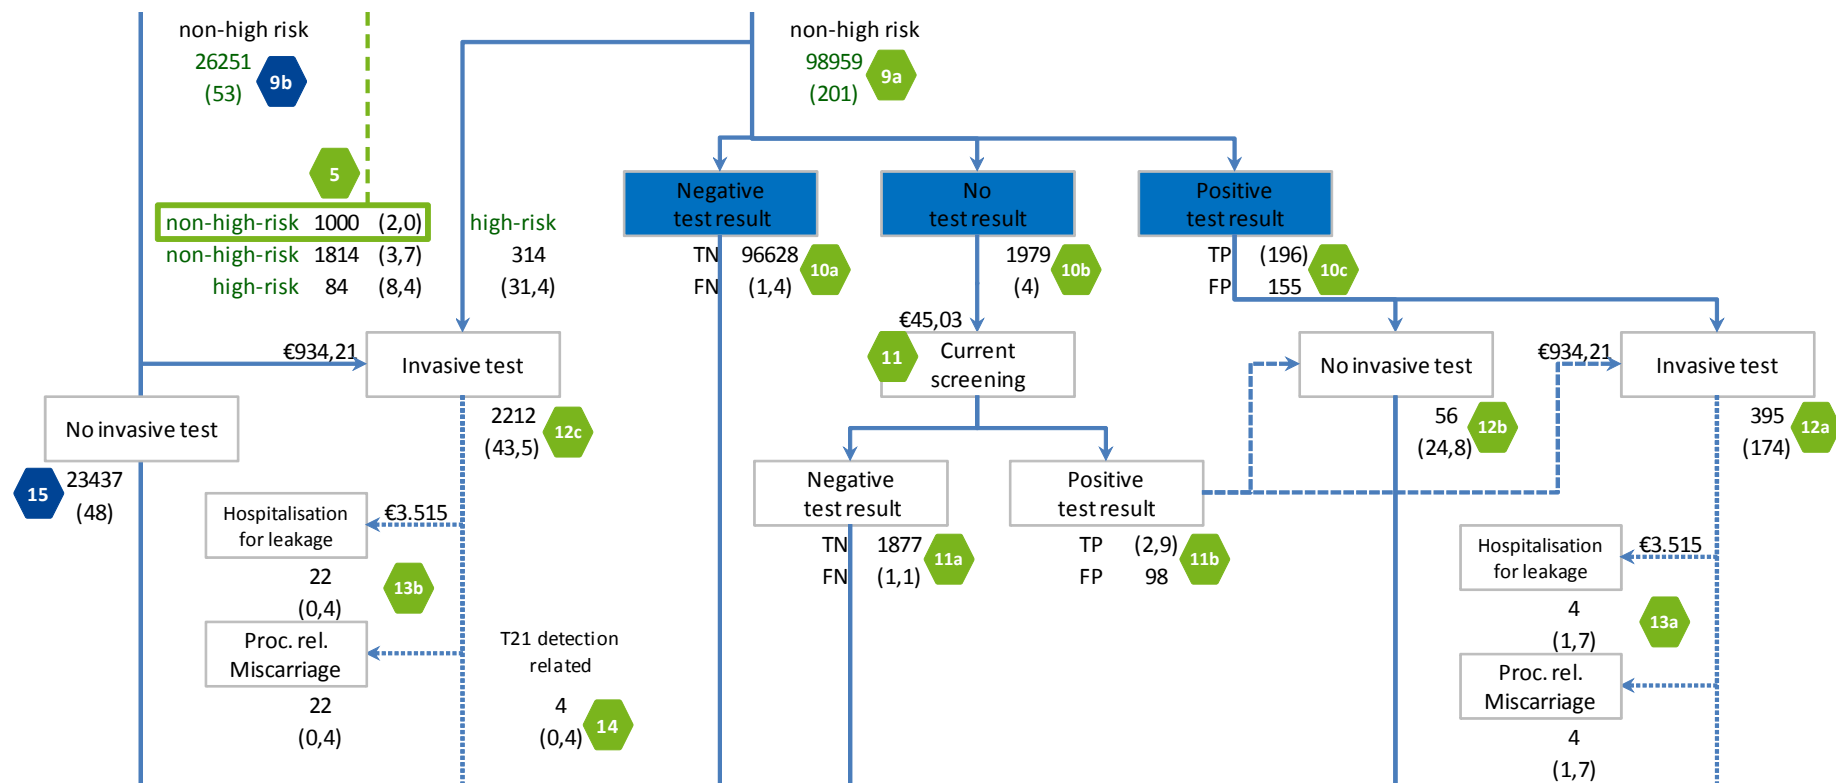 non-high risk
26251
(53)
9b
non-high risk
98959
(201)
9a
5
non-high-risk 1000 (2,0)
non-high-risk 1814 (3,7)
high-risk 84 (8,4)
high-risk
314
(31,4)
Negative
test result
TN 96628
FN (1,4)
10a
No
test result
1979
(4)
10b
Positive
test result
TP (196)
FP 155
10c
€934,21
Invasive test
2212
(43,5)
12c
€45,03
11
Current
screening
No invasive test
56
(24,8)
12b
€934,21
Invasive test
395
(174)
12a
No invasive test
15
23437
(48)
Negative
test result
TN 1877
FN (1,1)
11a
Positive
test result
TP (2,9)
FP 98
11b
Hospitalisation
for leakage
€3.515
22
(0,4)
13b
Proc. rel.
Miscarriage
22
(0,4)
T21 detection
related
4
(0,4)
14
Hospitalisation
for leakage
€3.515
4
(1,7)
13a
Proc. rel.
Miscarriage
4
(1,7)